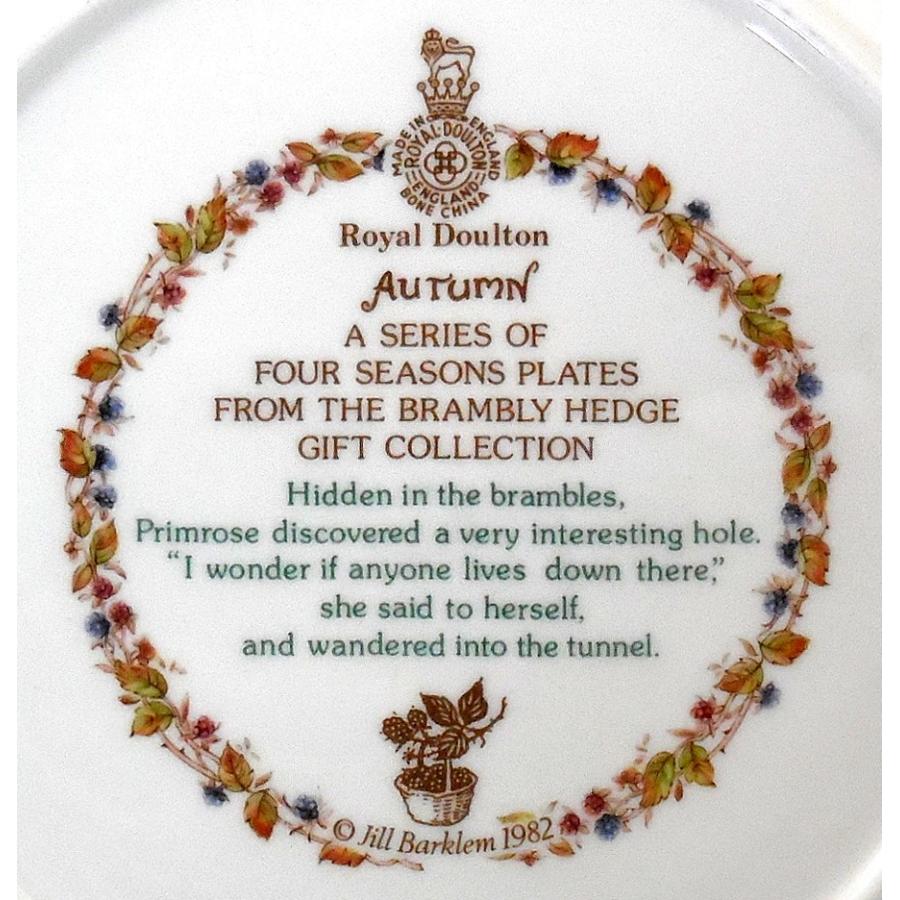 MADE IN ENGLAND
ROYAL·DOULTON
ENGLAND
BONE CHINA
Royal Doulton
AUTUMN
A SERIES OF
FOUR SEASONS PLATES
FROM THE BRAMBLY HEDGE
GIFT COLLECTION
Hidden in the brambles,
Primrose discovered a very interesting hole.
“I wonder if anyone lives down there,”
she said to herself,
and wandered into the tunnel.
© Jill Barklem 1982